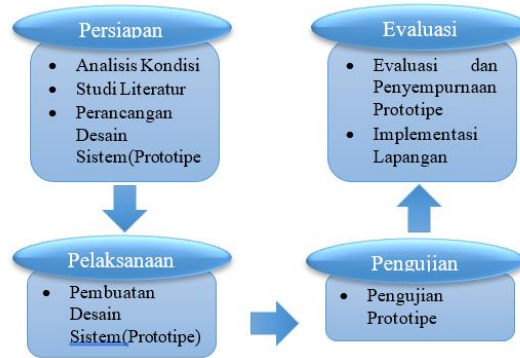 Persiapan
• Analisis Kondisi
• Studi Literatur
• Perancangan
Desain
Sistem(Prototipe
Pelaksanaan
• Pembuatan
Desain
Sistem(Prototipe)
Pengujian
• Pengujian
Prototipe
Evaluasi
• Evaluasi dan
Penyempurnaan
Prototipe
• Implementasi
Lapangan